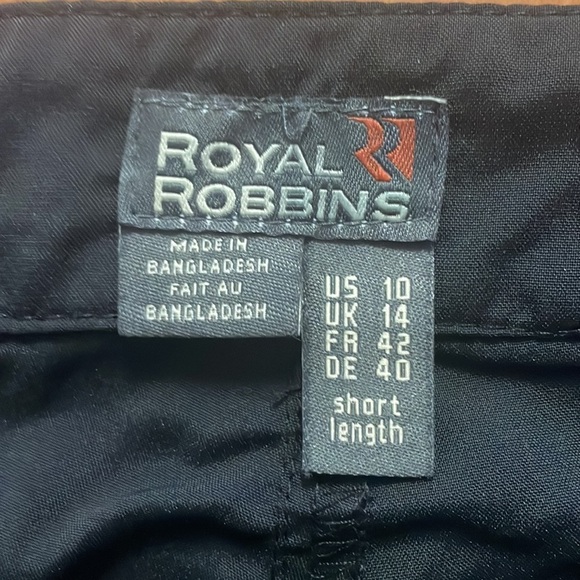 ROYAL
ROBBINS
MADE IN
BANGLADESH
FAIT AU
BANGLADESH
US 10
UK 14
FR 42
DE 40
short
length